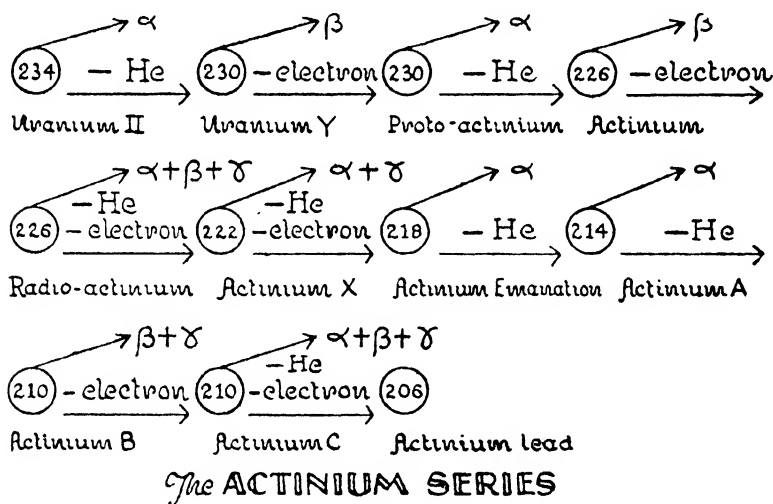 α β α β
234 – He 230 – electron 230 – He 226 – electron
Uranium II Uranium Y Proto-actinium Actinium
α+β+γ α+γ α α
– He – He
226 – electron 222 – electron 218 – He 214 – He
Radio-actinium Actinium X Actinium Emanation Actinium A
β+γ α+β+γ
– He
210 – electron 210 – electron 206
Actinium B Actinium C Actinium lead
The ACTINIUM SERIES